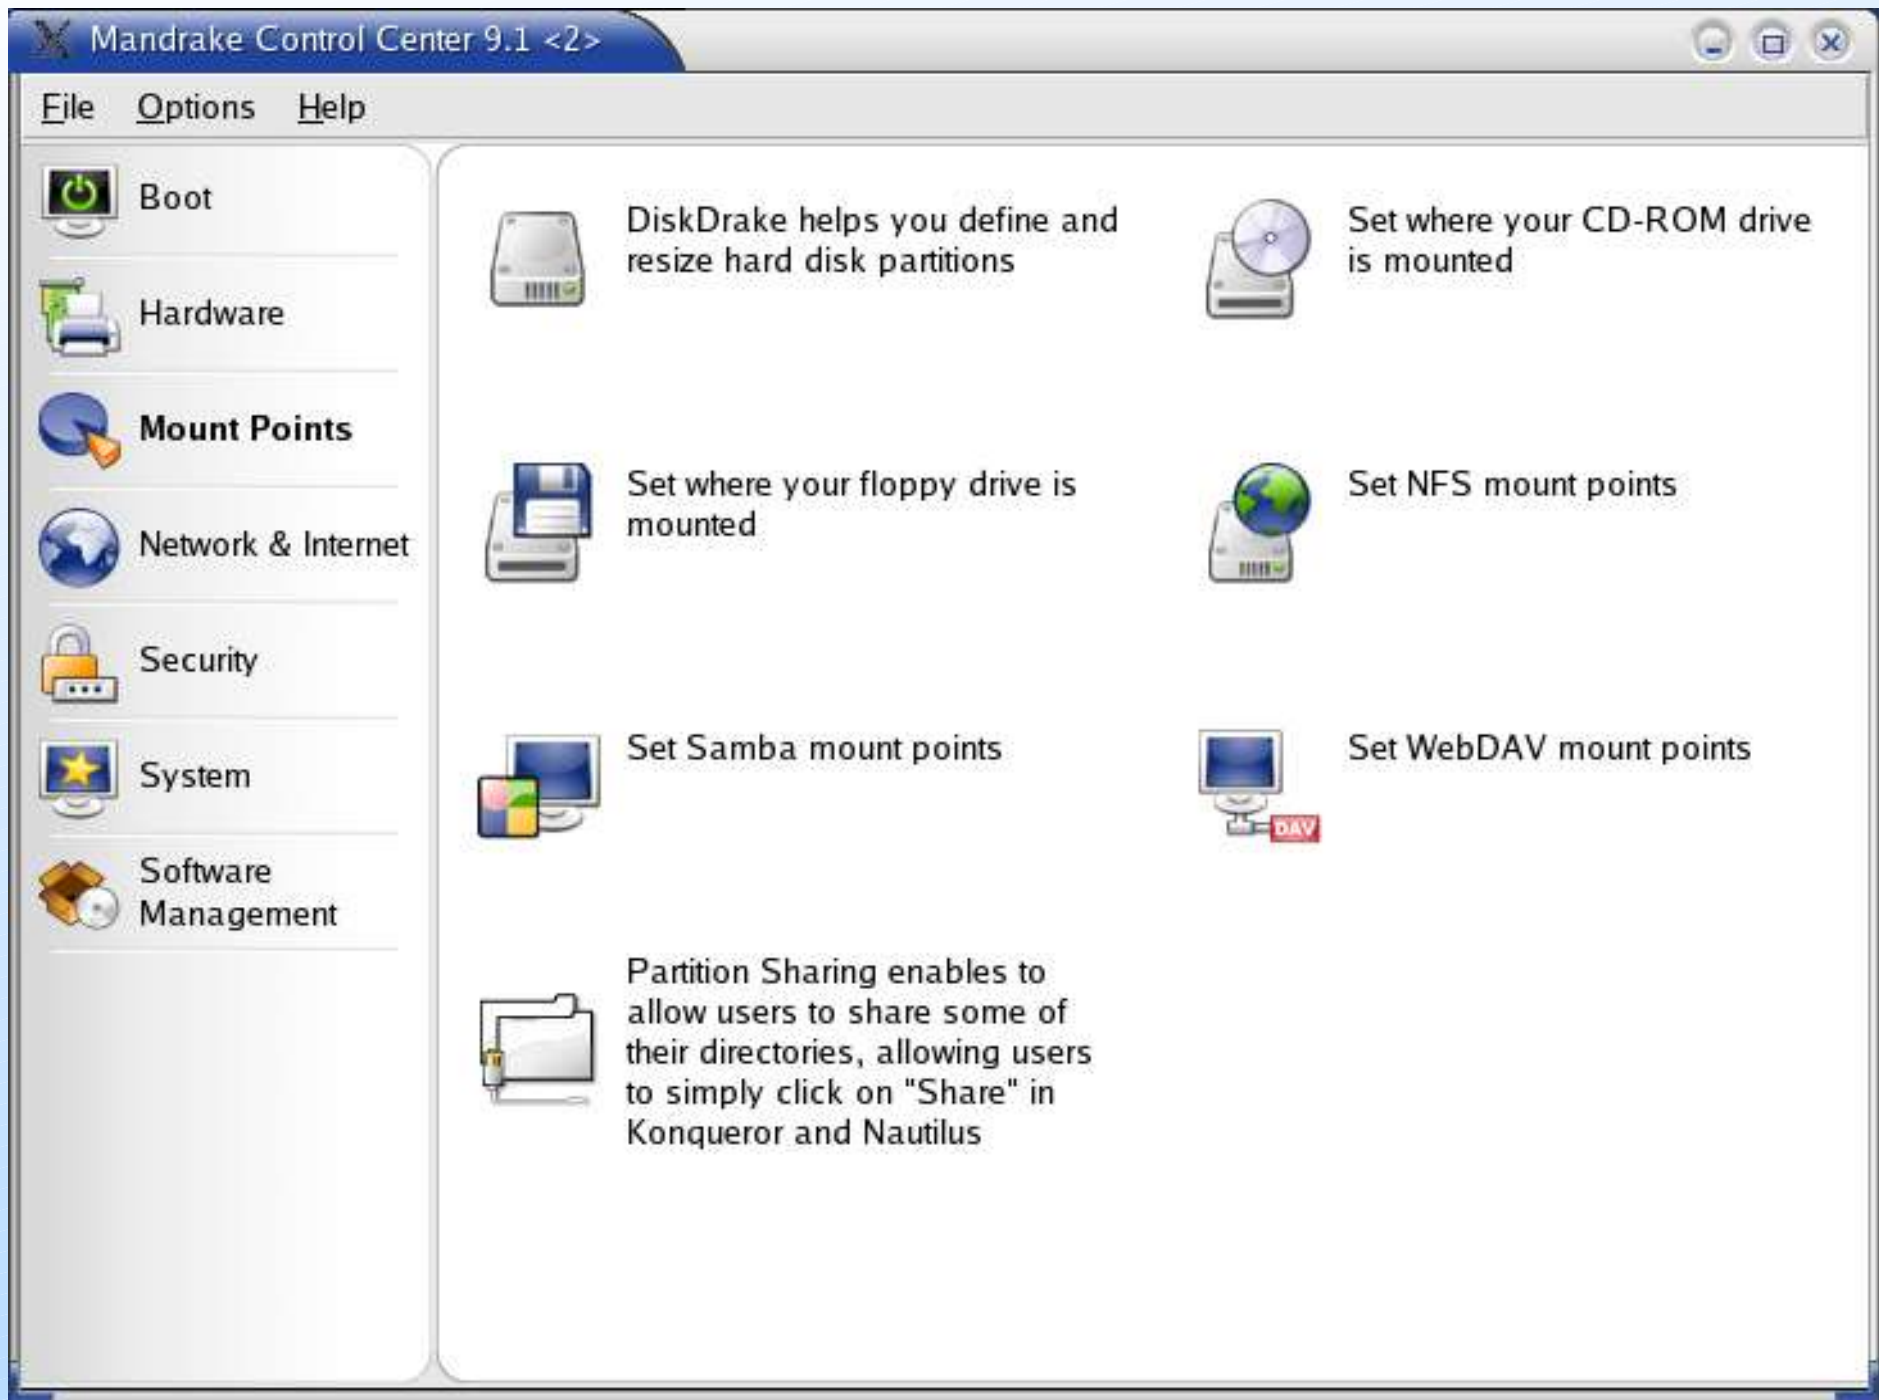 Mandrake Control Center 9.1 <2>
File Options Help
Boot
Hardware
Mount Points
Network & Internet
Security
System
Software
Management
DiskDrake helps you define and
resize hard disk partitions
Set where your CD-ROM drive
is mounted
Set where your floppy drive is
mounted
Set NFS mount points
Set Samba mount points
Set WebDAV mount points
DAV
Partition Sharing enables to
allow users to share some of
their directories, allowing users
to simply click on "Share" in
Konqueror and Nautilus